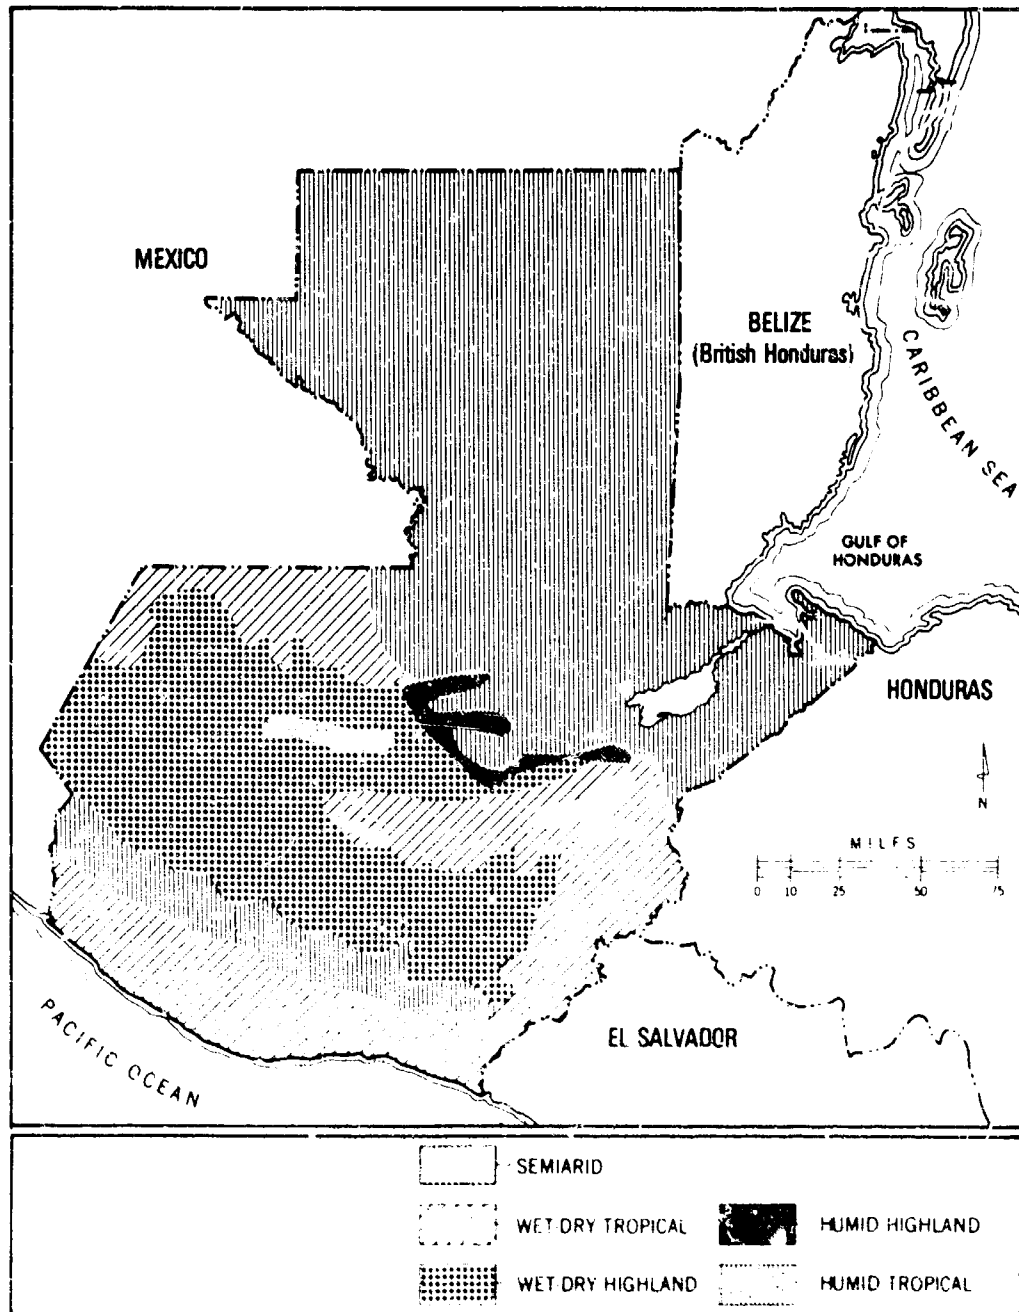 MEXICO
BELIZE
(British Honduras)
CARIBBEAN SEA
GULF OF
HONDURAS
HONDURAS
N
MILES
0 10 25 50 75
EL SALVADOR
PACIFIC OCEAN
SEMIARID
WET-DRY TROPICAL
HUMID HIGHLAND
WET-DRY HIGHLAND
HUMID TROPICAL